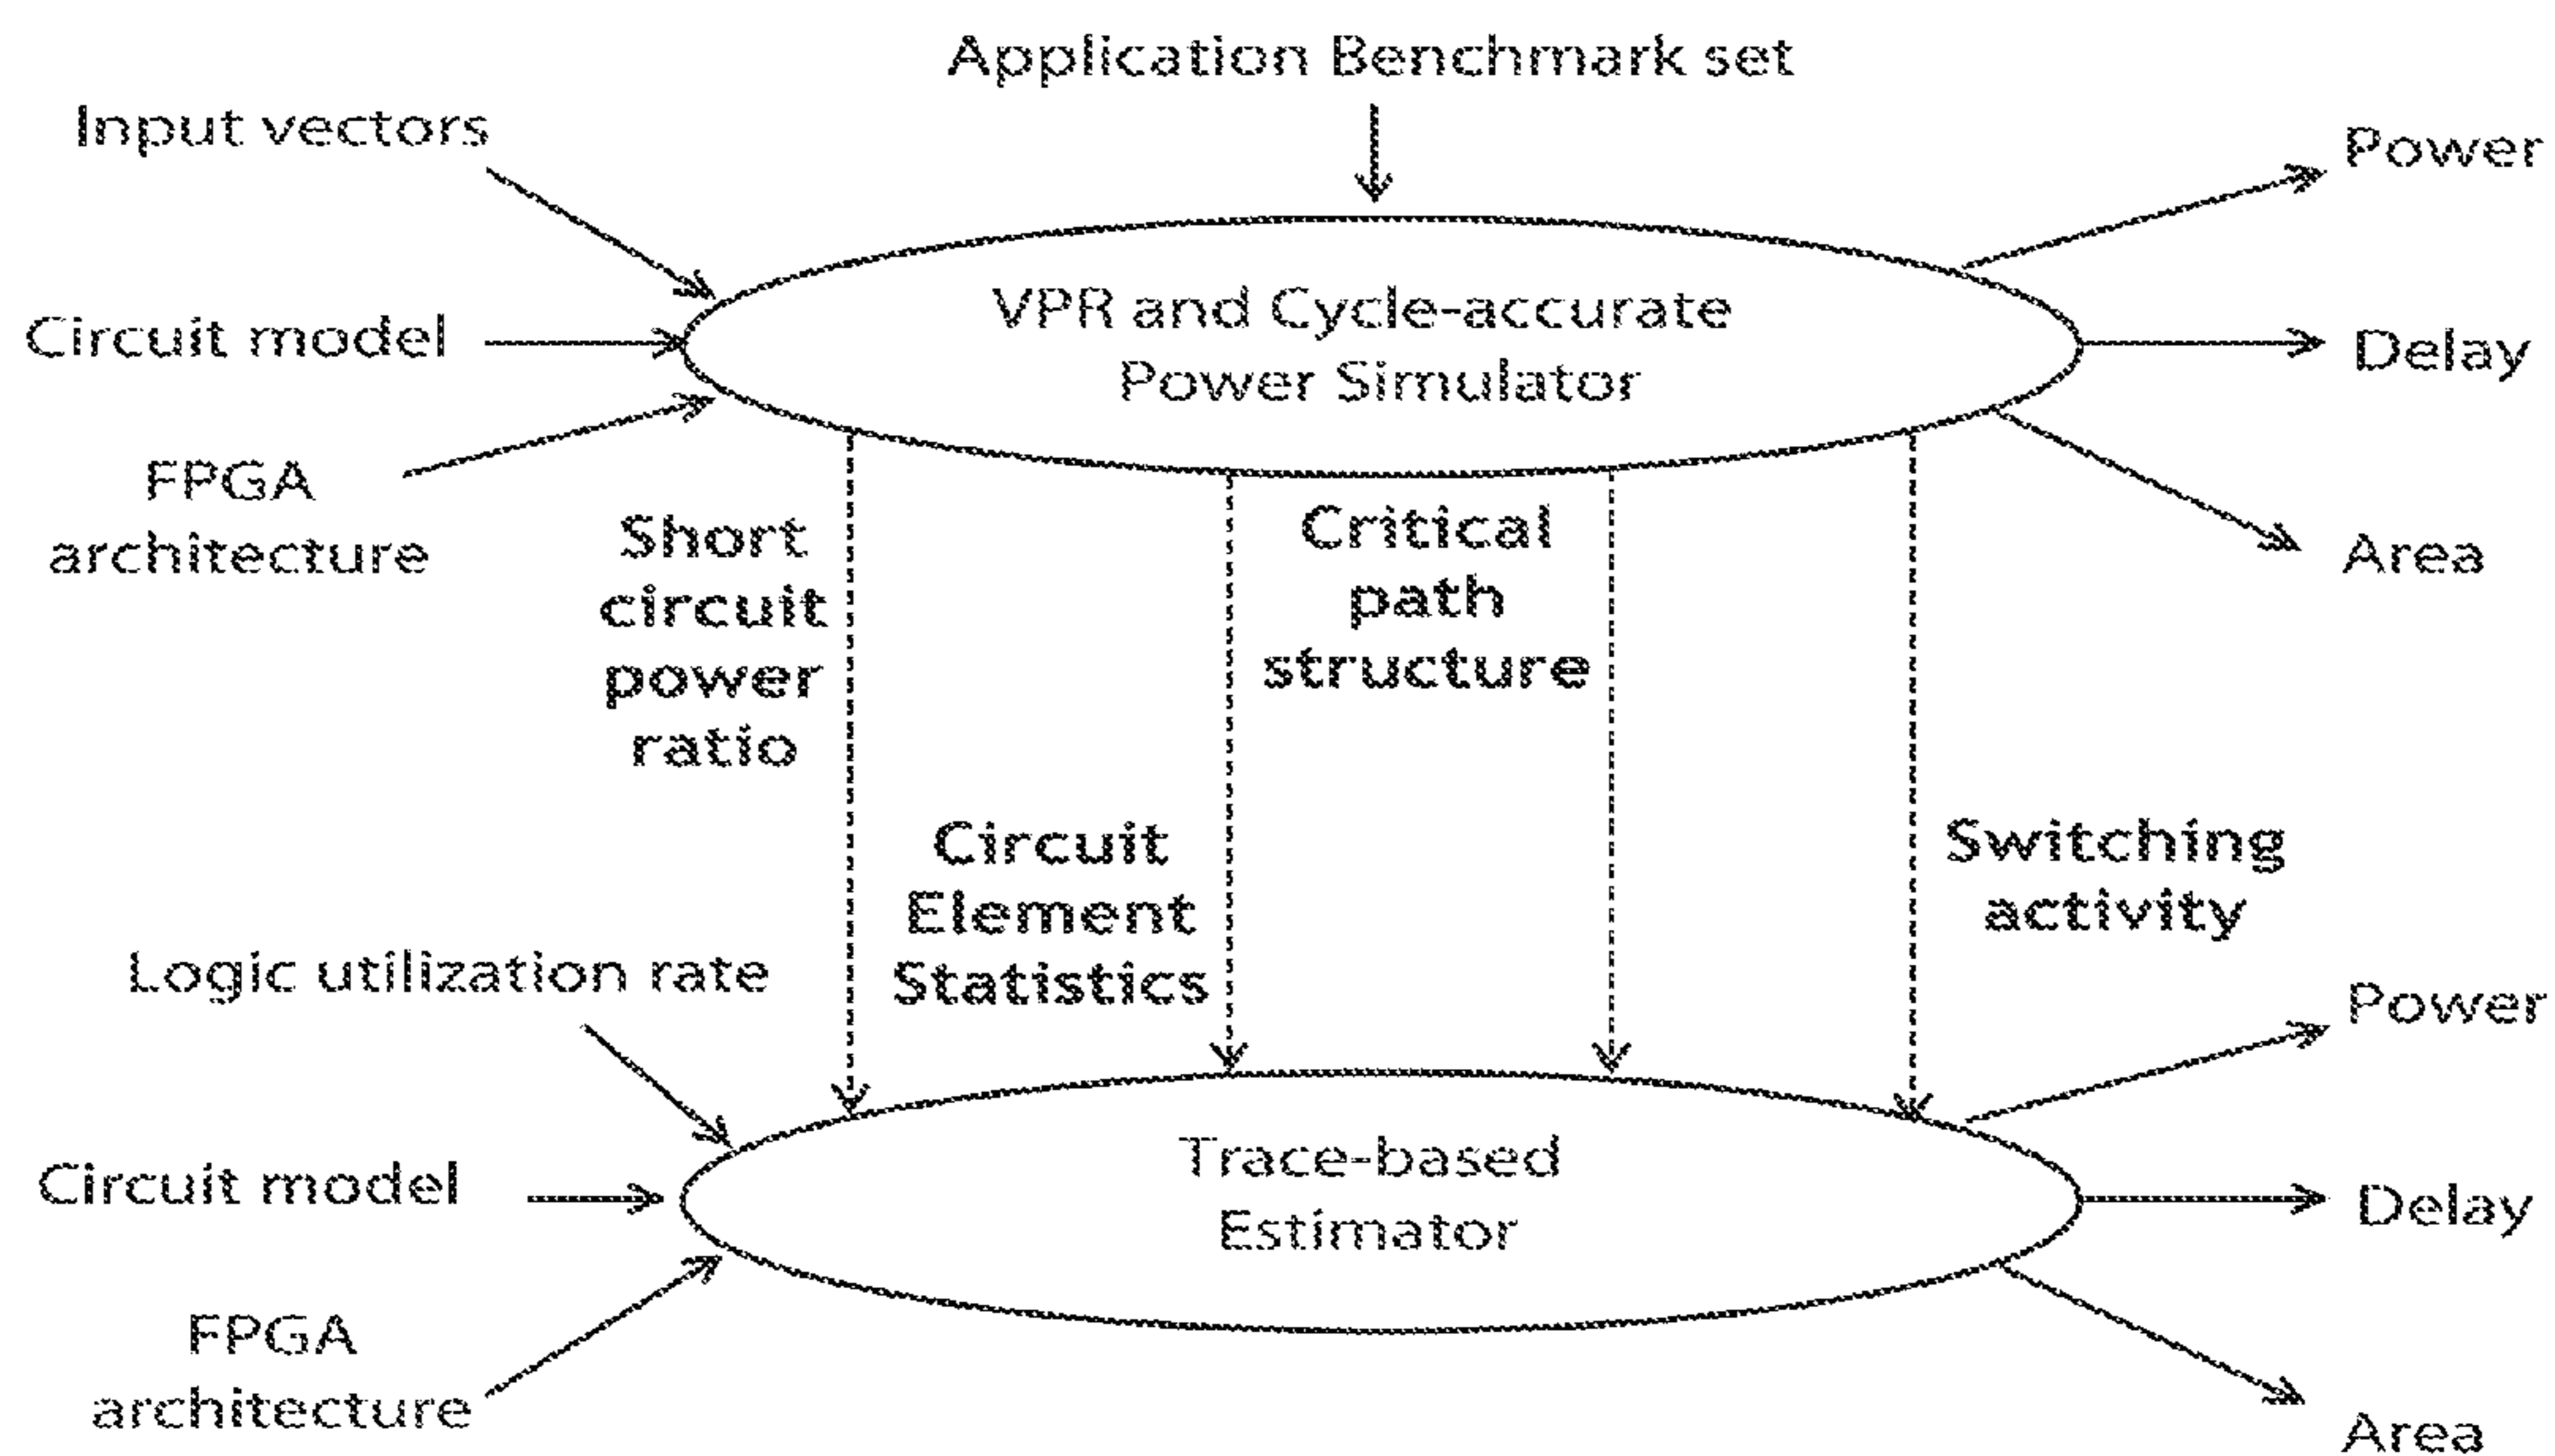 Application Benchmark set
Input vectors
Power
VPR and Cycle-accurate
Power Simulator
Circuit model
Delay
FPGA
architecture
Area
Short
circuit
power
ratio
Critical
path
structure
Circuit
Element
Statistics
Switching
activity
Logic utilization rate
Power
Trace-based
Estimator
Circuit model
Delay
FPGA
architecture
Area